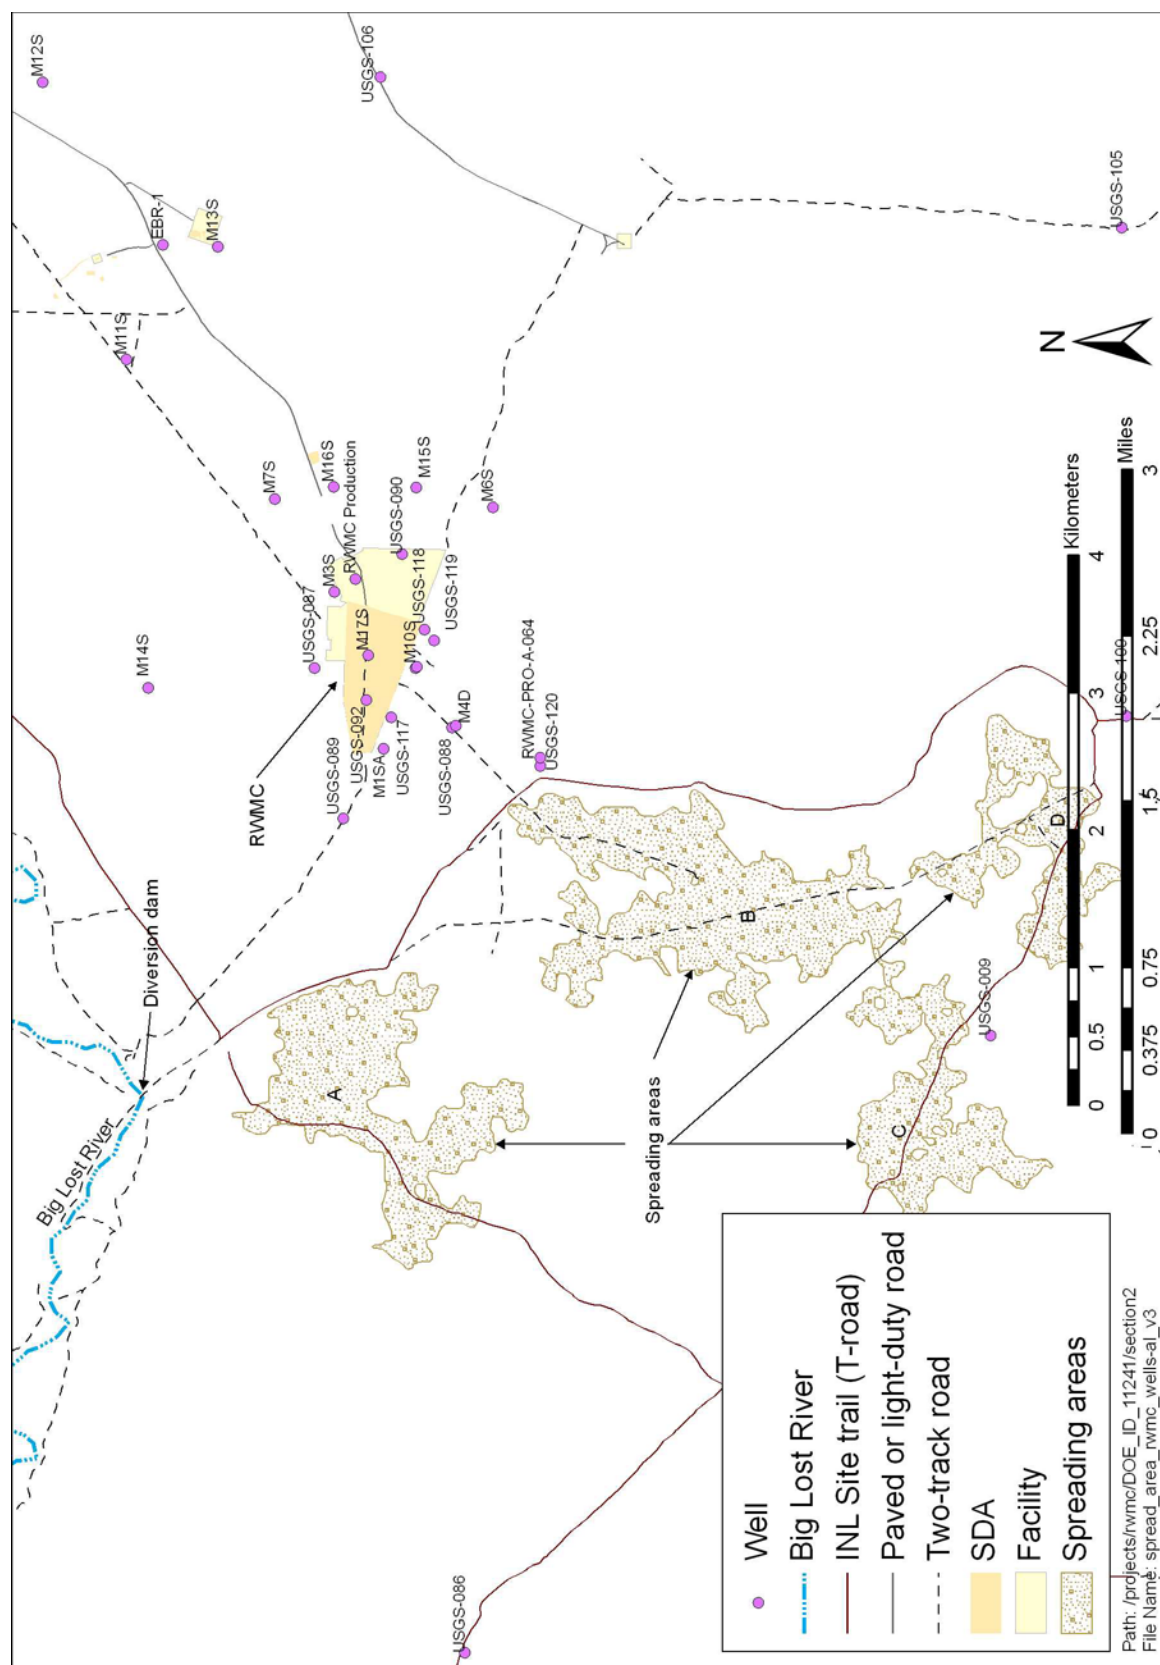 M12S
USGS-106
EBR-1
M13S
USGS-105
M11S
N
M7S
M16S
RWMC Production
M15S
USGS-090
M6S
M3S
USGS-087
USGS-118
USGS-119
M17S
M10S
M14S
RWMC
USGS-089
USGS-092
M1SA
USGS-117
USGS-088
M4D
RWMC-PRO-A-064
USGS-120
USGS-109
Diversion dam
Big Lost River
A
B
C
D
USGS-009
Spreading areas
USGS-086
Kilometers
0 0.5 1 2 3 4
Miles
0 0.375 0.75 1.5 2.25 3
Well
Big Lost River
INL Site trail (T-road)
Paved or light-duty road
Two-track road
SDA
Facility
Spreading areas
Path: /projects/rwmc/DOE_ID_11241/section2
File Name: spread_area_rwmc_wells-al_v3